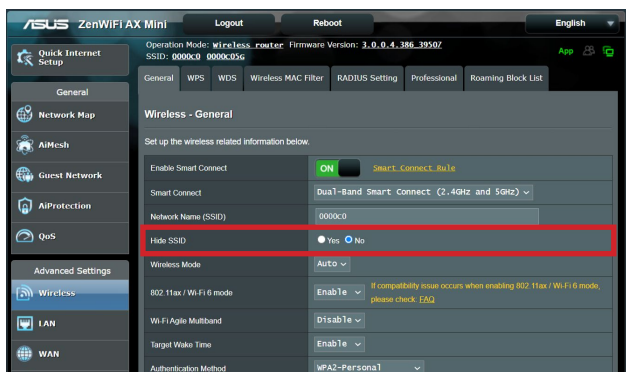 ASUS ZenWiFi AX Mini Logout Reboot English
Operation Mode: Wireless router Firmware Version: 3.0.0.4.386_39507
SSID: 0000c0 0000c05G App
Quick Internet
Setup
General WPS WDS Wireless MAC Filter RADIUS Setting Professional Roaming Block List
General
Network Map
AiMesh
Guest Network
AiProtection
QoS
Advanced Settings
Wireless
LAN
WAN
Wireless - General
Set up the wireless related information below.
Enable Smart Connect ON Smart Connect Rule
Smart Connect Dual-Band Smart Connect (2.4GHz and 5GHz)
Network Name (SSID) 0000c0
Hide SSID Yes No
Wireless Mode Auto
802.11ax / Wi-Fi 6 mode Enable If compatibility issue occurs when enabling 802.11ax / Wi-Fi 6 mode,
please check: FAQ
Wi-Fi Agile Multiband Disable
Target Wake Time Enable
Authentication Method WPA2-Personal